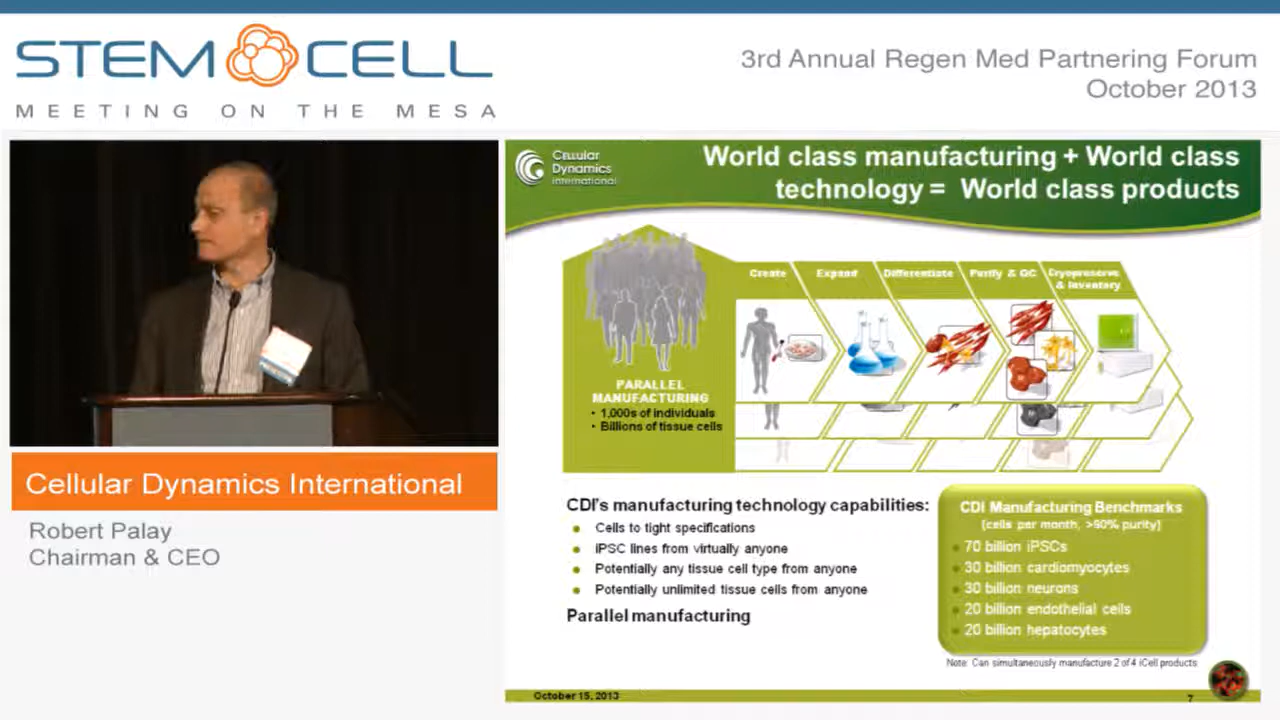 STEM CELL
MEETING ON THE MESA
3rd Annual Regen Med Partnering Forum
October 2013
Cellular Dynamics International
Robert Palay
Chairman & CEO
Cellular
Dynamics
international
World class manufacturing + World class
technology = World class products
Create
Expand
Differentiate
Purify & QC
Cryopreserve
& Inventory
PARALLEL
MANUFACTURING
• 1,000s of individuals
• Billions of tissue cells
CDI's manufacturing technology capabilities:
Cells to tight specifications
iPSC lines from virtually anyone
Potentially any tissue cell type from anyone
Potentially unlimited tissue cells from anyone
Parallel manufacturing
CDI Manufacturing Benchmarks
(cells per month, >90% purity)
70 billion iPSCs
30 billion cardiomyocytes
30 billion neurons
20 billion endothelial cells
20 billion hepatocytes
Note: Can simultaneously manufacture 2 of 4 iCell products
October 15, 2013
7